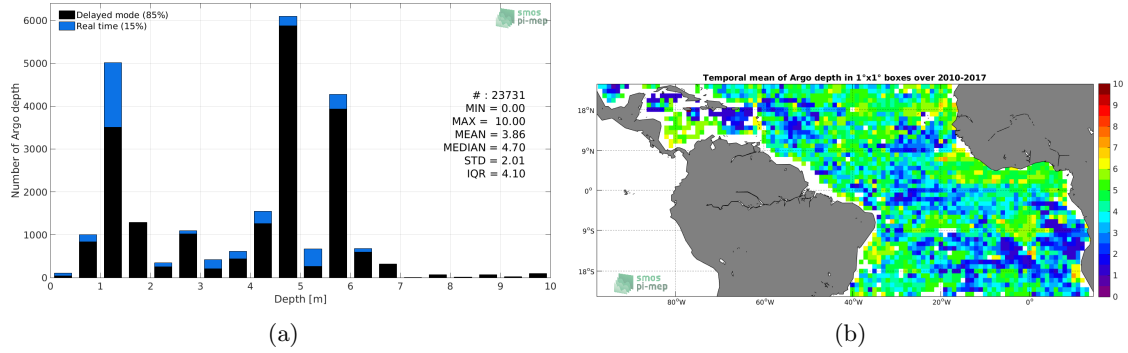 Delayed mode (85%)
Real time (15%)
smos
pi-mep
6000
5000
4000
3000
2000
1000
0
Number of Argo depth
# : 23731
MIN = 0.00
MAX = 10.00
MEAN = 3.86
MEDIAN = 4.70
STD = 2.01
IQR = 4.10
0 1 2 3 4 5 6 7 8 9 10
Depth [m]
(a)
Temporal mean of Argo depth in 1°x1° boxes over 2010-2017
18°N
9°N
0°
9°S
18°S
smos
pi-mep
80°W 60°W 40°W 20°W 0°
10
9
8
7
6
5
4
3
2
1
0
(b)